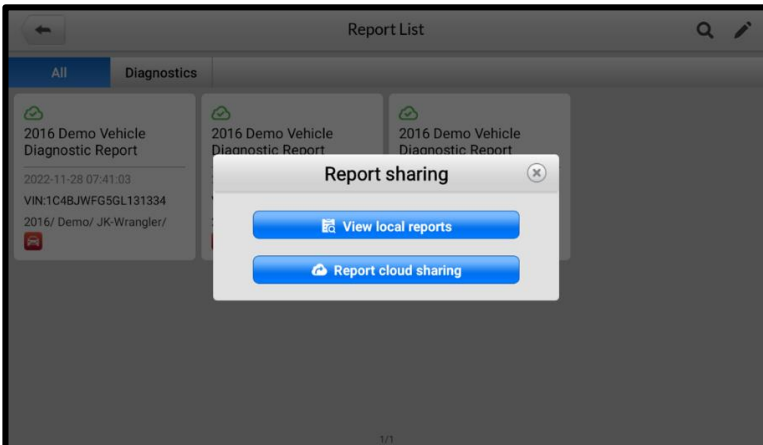 Report List
All
Diagnostics
2016 Demo Vehicle
Diagnostic Report
2022-11-28 07:41:03
VIN:1C4BJWFG5GL131334
2016/ Demo/ JK-Wrangler/
2016 Demo Vehicle
Diagnostic Report
2016 Demo Vehicle
Diagnostic Report
Report sharing
View local reports
Report cloud sharing
1/1